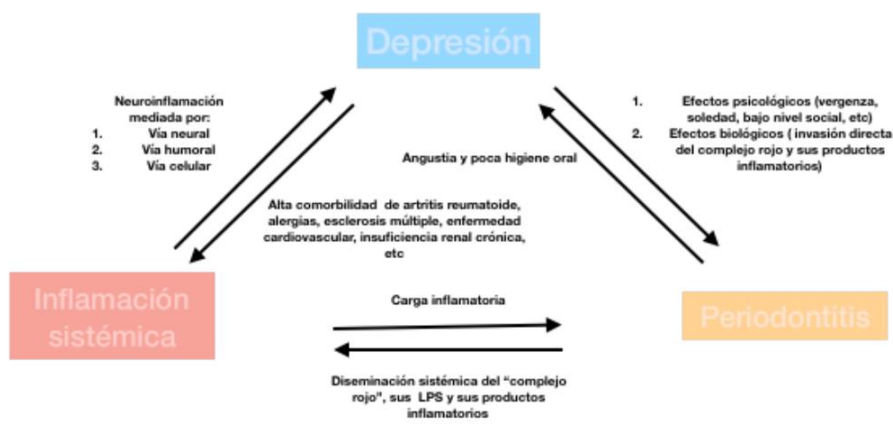 Depresión
Neuroinflamación
mediada por:
1. Vía neural
2. Vía humoral
3. Vía celular
1. Efectos psicológicos (vergenza,
soledad, bajo nivel social, etc)
2. Efectos biológicos ( invasión directa
del complejo rojo y sus productos
inflamatorios)
Angustia y poca higiene oral
Alta comorbilidad de artritis reumatoide,
alergias, esclerosis múltiple, enfermedad
cardiovascular, insuficiencia renal crónica,
etc
Inflamación
sistémica
Carga inflamatoria
Periodontitis
Diseminación sistémica del “complejo
rojo”, sus LPS y sus productos
inflamatorios